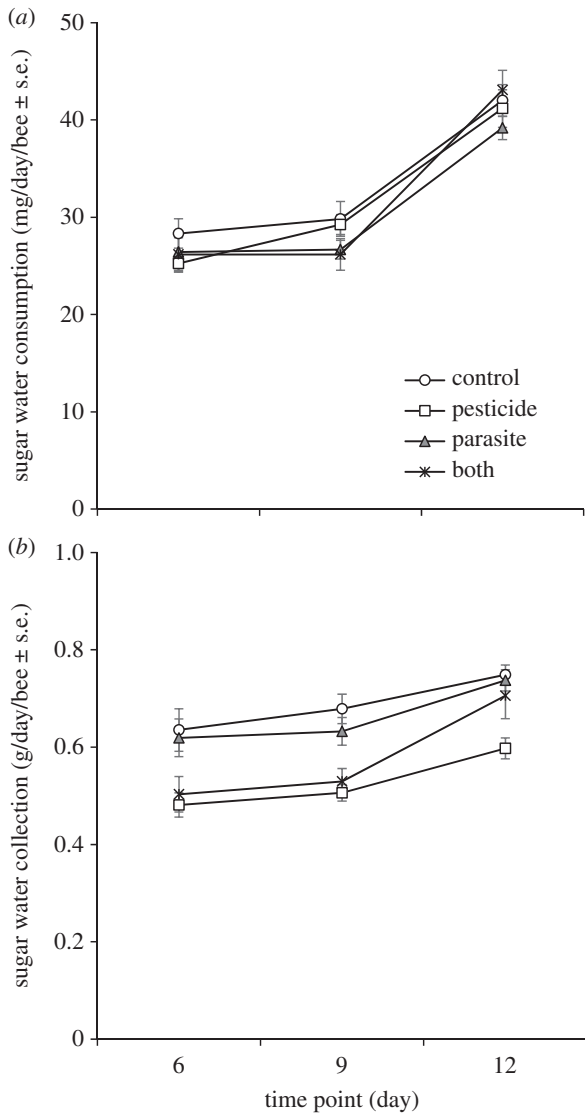 (a)
50
40
30
20
10
0
sugar water consumption (mg/day/bee ± s.e.)
control
pesticide
parasite
both
(b)
1.0
0.8
0.6
0.4
0.2
0
sugar water collection (g/day/bee ± s.e.)
6 9 12
time point (day)